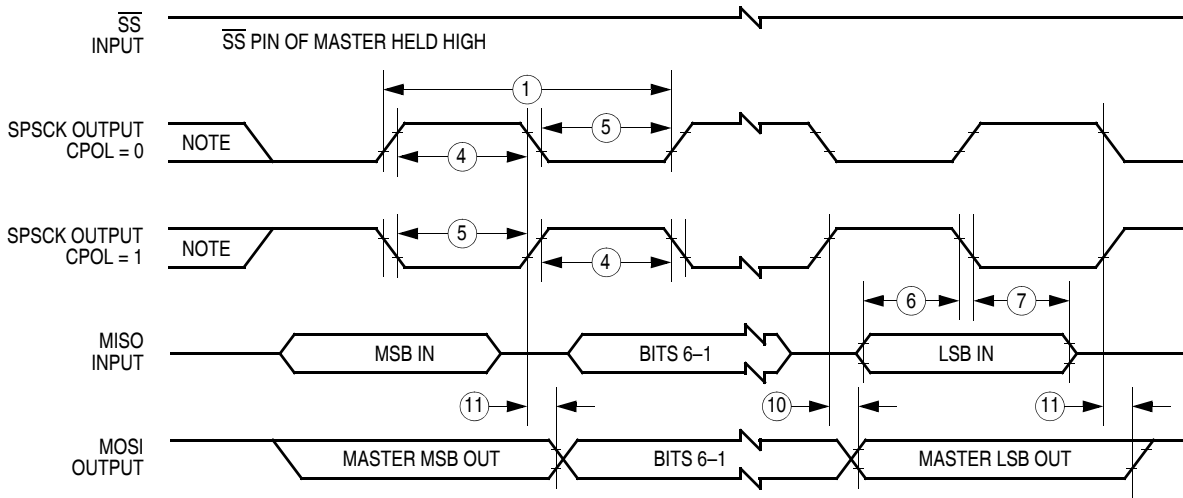 SS
INPUT
SS PIN OF MASTER HELD HIGH
1
SPSCK OUTPUT
CPOL = 0
NOTE
5
4
SPSCK OUTPUT
CPOL = 1
NOTE
5
4
6
7
MISO
INPUT
MSB IN
BITS 6–1
LSB IN
11
10
11
MOSI
OUTPUT
MASTER MSB OUT
BITS 6–1
MASTER LSB OUT